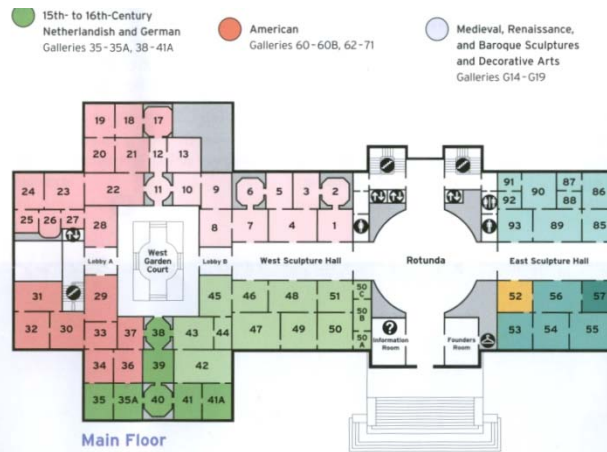 15th- to 16th-Century
Netherlandish and German
Galleries 35-35A, 38-41A
American
Galleries 60-60B, 62-71
Medieval, Renaissance,
and Baroque Sculptures
and Decorative Arts
Galleries G14-G19
19 18 17
20 21 12 13
24 23 22 11 10 9 6 5 3 2
25 26 27 28 8 7 4 1
91 90 87 86
92 88
93 89 85
Lobby A
West
Garden
Court
Lobby B
West Sculpture Hall
Rotunda
East Sculpture Hall
31 29 45 46 48 51 50C 52 56 57
32 30 33 37 38 43 44 47 49 50 50B 50A
53 54 55
34 36 39 42
35 35A 40 41 41A
?
Information
Room
Founders
Room
Main Floor